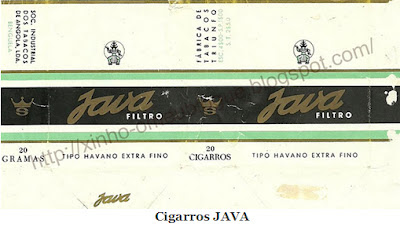 SOC. INDUSTRIAL
DOS TABACOS
DE ANGOLA, LDA.
BENGUELA
FÁBRICA DE
TABACOS
TRIUNFO
Java
FILTRO
S
Java
FILTRO
S
20
GRAMAS
TIPO HAVANO EXTRA FINO
20
CIGARROS
TIPO HAVANO EXTRA FINO
Java
Cigarros JAVA